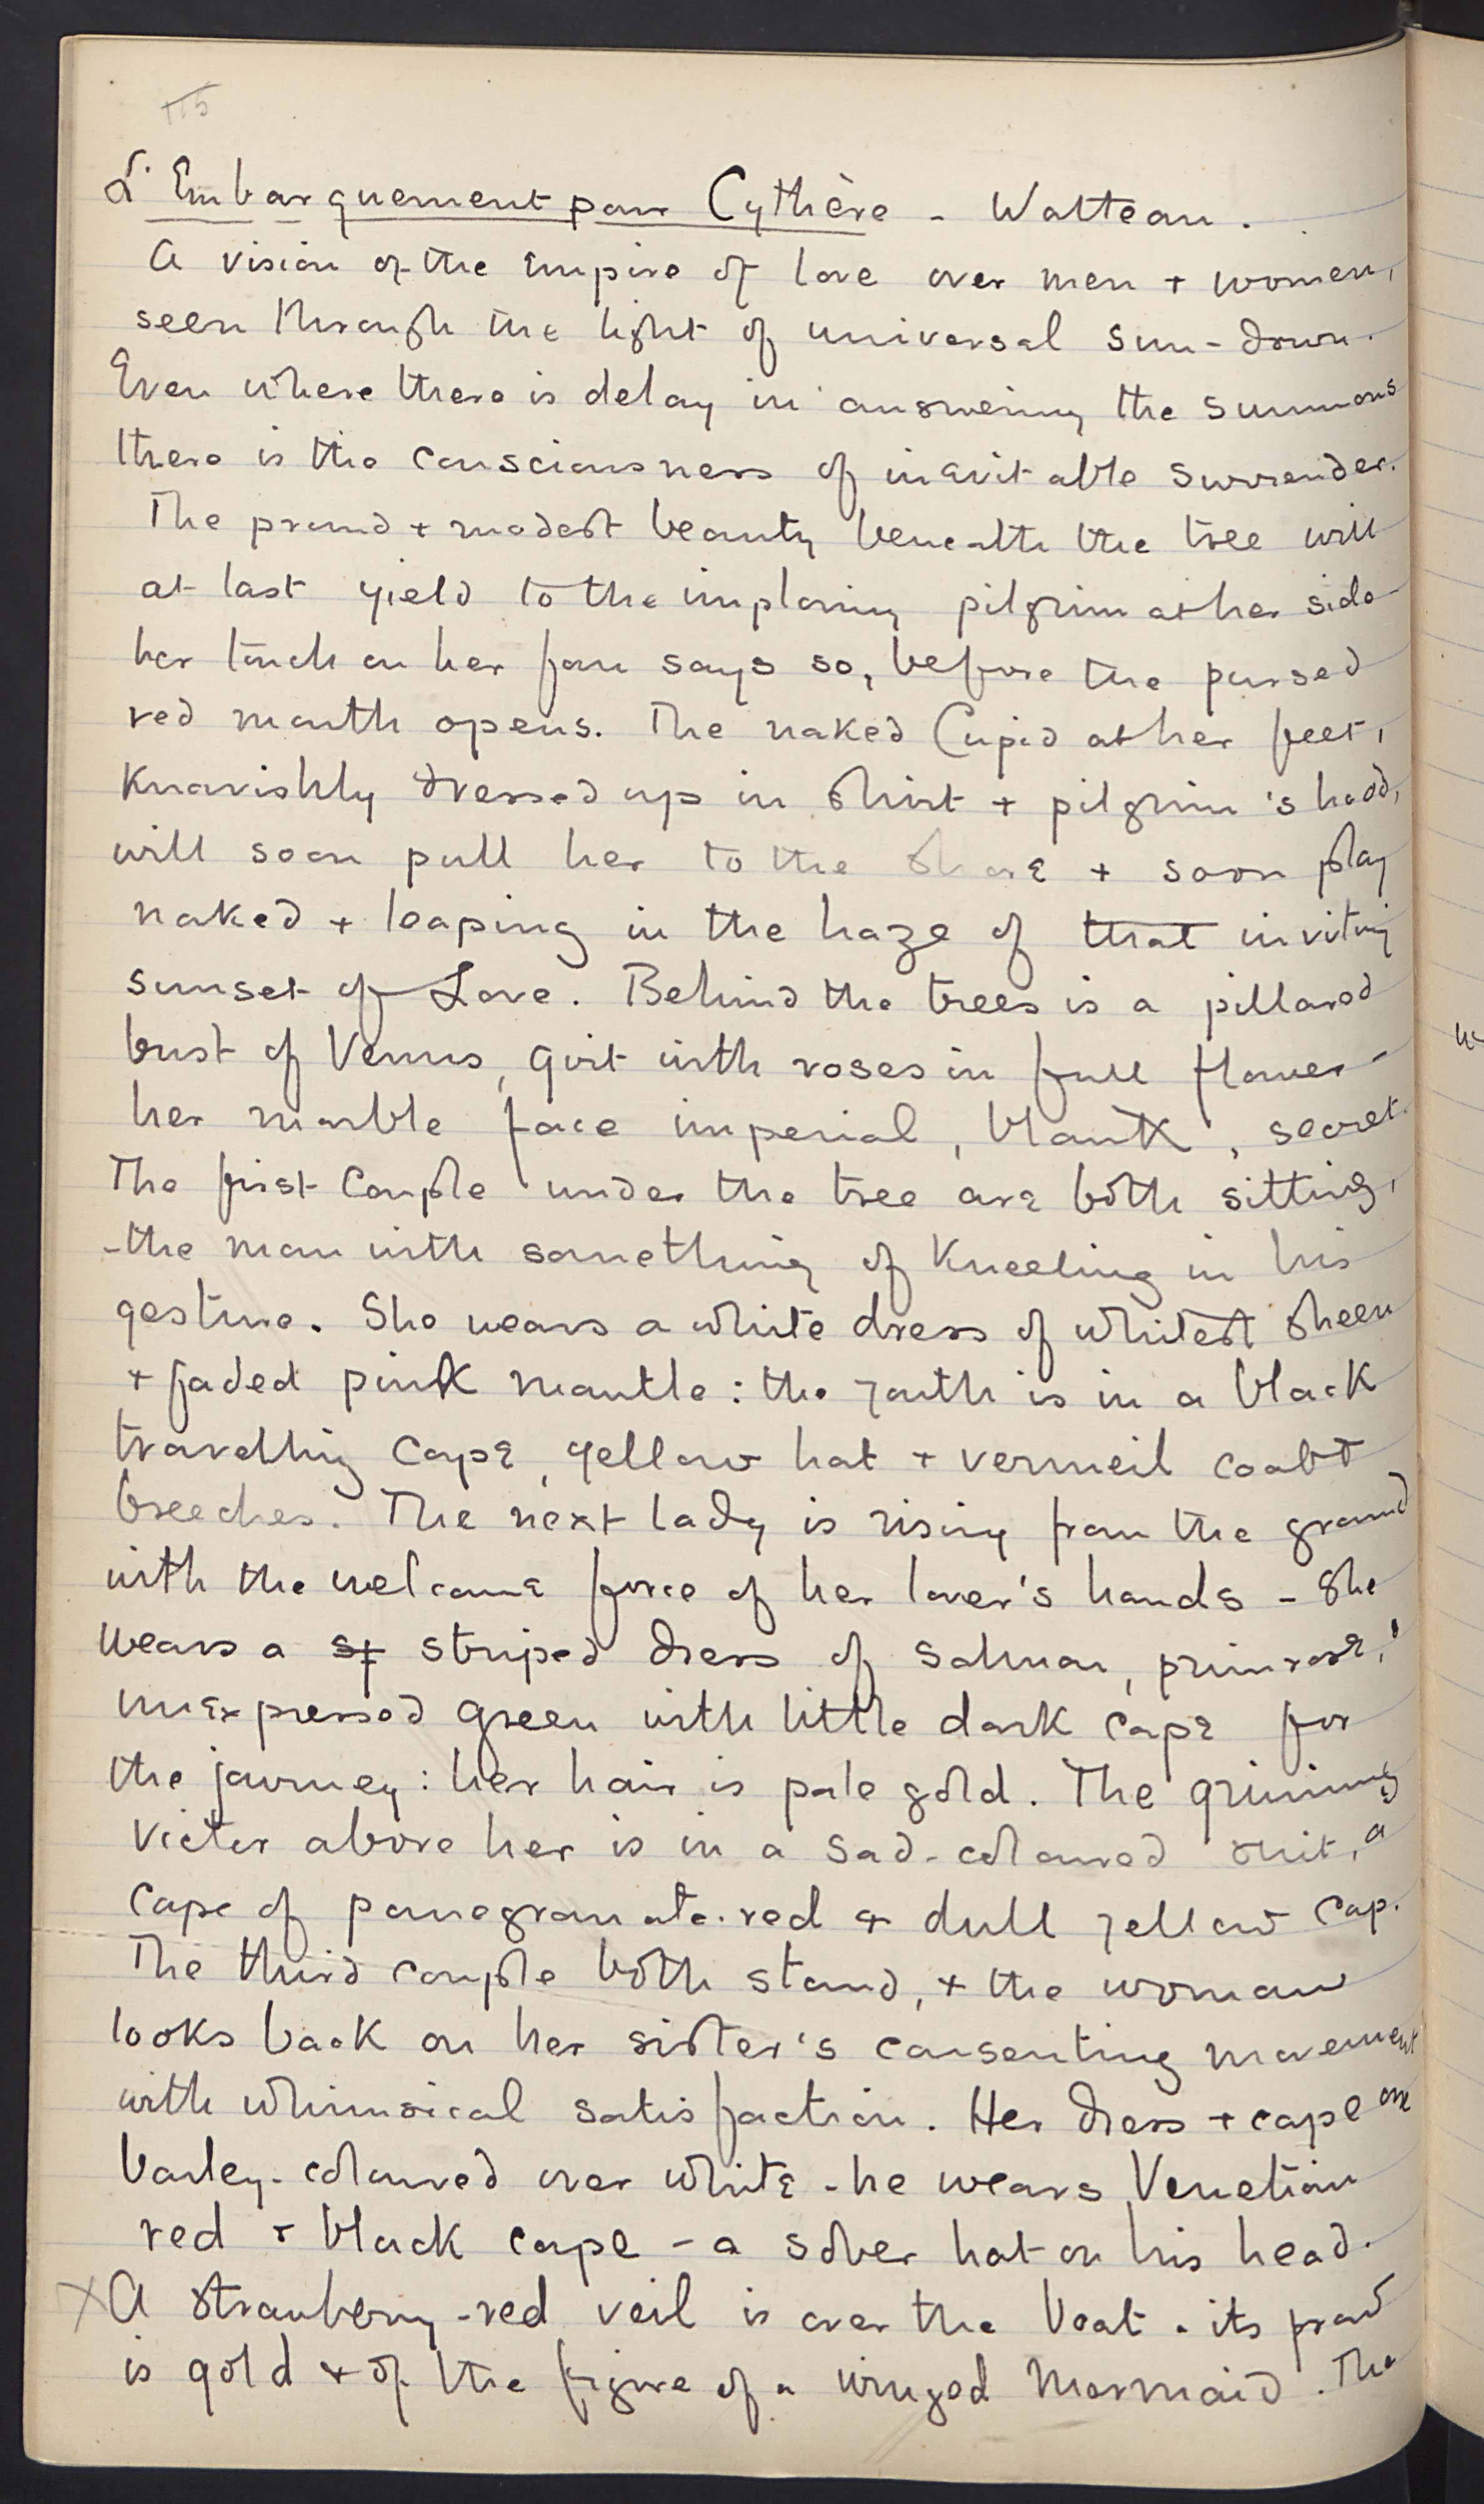 115
L'Embarquement pour Cythère - Watteau.
A vision of the Empire of love over men + women,
seen through the light of universal sun-down.
Even where there is delay in answering the summons
there is the consciousness of inevitable surrender.
The proud + modest beauty beneath the tree will
at last yield to the imploring pilgrim at her side
her touch on her fan says so, before the pursed
red mouth opens. The naked Cupid at her feet,
Knavishly dressed up in shirt + pilgrim's hood,
will soon pull her to the shore + soon play
naked + leaping in the haze of that inviting
sunset of Love. Behind the trees is a pillared
bust of Venus, girt with roses in full flower -
her marble face imperial, blank, secret.
The first Couple under the tree are both sitting,
- the man with something of Kneeling in his
gesture. She wears a white dress of whitest sheen
+ faded pink mantle: the youth is in a black
travelling cape, yellow hat + vermeil coat
breeches. The next lady is rising from the ground
with the welcome force of her lover's hands - She
wears a st striped dress of salmon, primrose,
unexpressed green with little dark cape for
the journey: her hair is pale gold. The grinning
Victor above her is in a sad-coloured suit, a
cape of pomegranate-red & dull yellow cap.
The third couple both stand, + the woman
looks back on her sister's consenting movement
with whimsical satisfaction. Her dress + cape are
barley-coloured over white - he wears Venetian
red + black cape - a sober hat on his head.
X A strawberry-red veil is over the boat. its prow
is gold & of the figure of a winged Mermaid. The